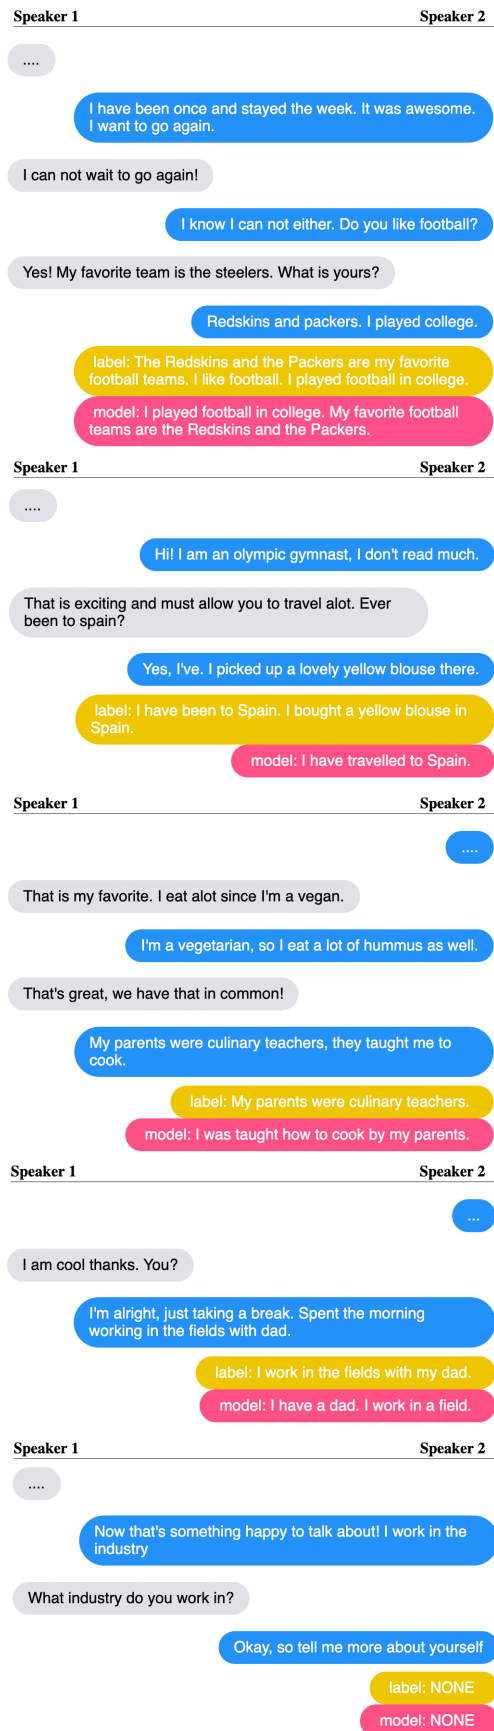 Speaker 1 Speaker 2
....
I have been once and stayed the week. It was awesome.
I want to go again.
I can not wait to go again!
I know I can not either. Do you like football?
Yes! My favorite team is the steelers. What is yours?
Redskins and packers. I played college.
label: The Redskins and the Packers are my favorite
football teams. I like football. I played football in college.
model: I played football in college. My favorite football
teams are the Redskins and the Packers.
Speaker 1 Speaker 2
....
Hi! I am an olympic gymnast, I don't read much.
That is exciting and must allow you to travel alot. Ever
been to spain?
Yes, I've. I picked up a lovely yellow blouse there.
label: I have been to Spain. I bought a yellow blouse in
Spain.
model: I have travelled to Spain.
Speaker 1 Speaker 2
....
That is my favorite. I eat alot since I'm a vegan.
I'm a vegetarian, so I eat a lot of hummus as well.
That's great, we have that in common!
My parents were culinary teachers, they taught me to
cook.
label: My parents were culinary teachers.
model: I was taught how to cook by my parents.
Speaker 1 Speaker 2
...
I am cool thanks. You?
I'm alright, just taking a break. Spent the morning
working in the fields with dad.
label: I work in the fields with my dad.
model: I have a dad. I work in a field.
Speaker 1 Speaker 2
....
Now that's something happy to talk about! I work in the
industry
What industry do you work in?
Okay, so tell me more about yourself
label: NONE
model: NONE